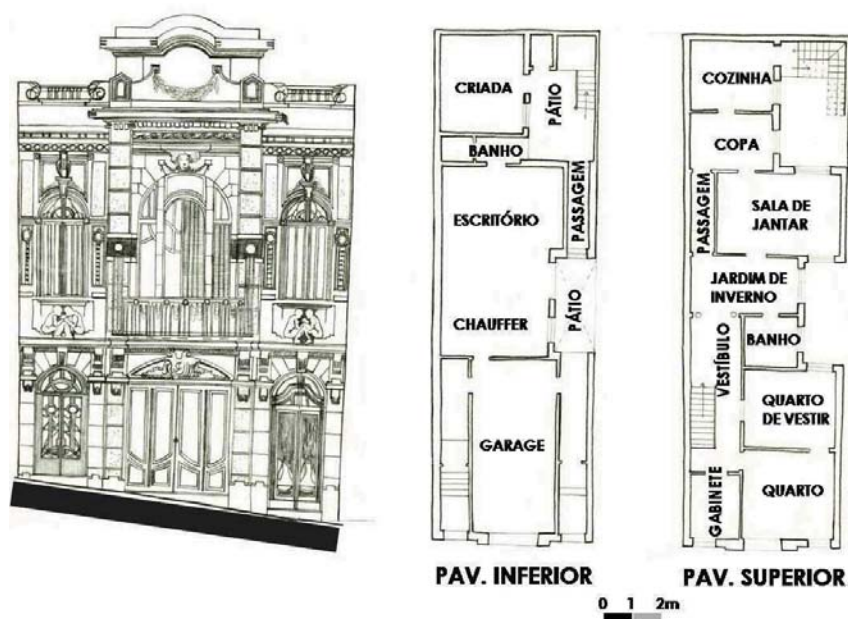 CRIADA
PÁTIO
BANHO
ESCRITÓRIO
PASSAGEM
CHAUFFER
PÁTIO
GARAGE
PAV. INFERIOR
COZINHA
COPA
PASSAGEM
SALA DE
JANTAR
JARDIM DE
INVERNO
VESTÍBULO
BANHO
QUARTO
DE VESTIR
GABINETE
QUARTO
PAV. SUPERIOR
0 1 2m